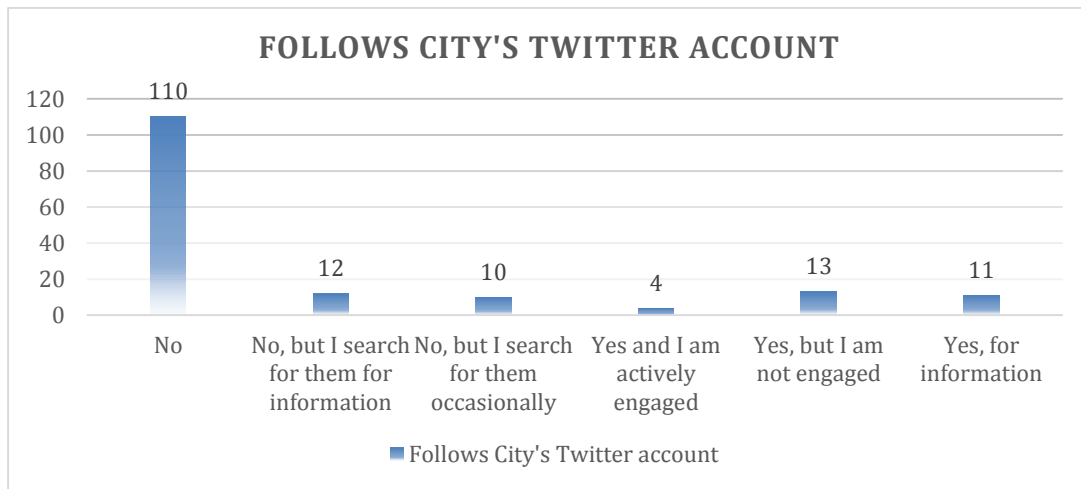 FOLLOWS CITY'S TWITTER ACCOUNT
110
120
100
80
60
40
20
0
12
10
4
13
11
No
No, but I search
for them for
information
No, but I search
for them
occasionally
Yes and I am
actively
engaged
Yes, but I am
not engaged
Yes, for
information
Follows City's Twitter account